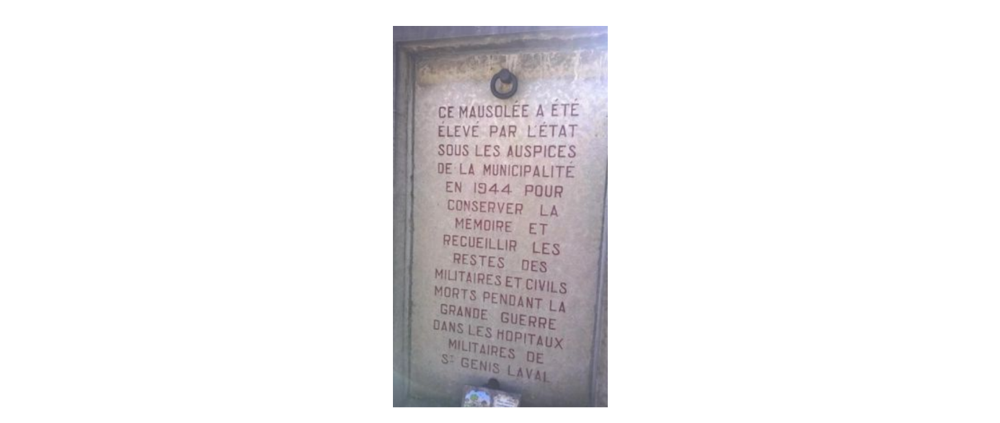 CE MAUSOLÉE A ÉTÉ
ÉLEVÉ PAR L'ÉTAT
SOUS LES AUSPICES
DE LA MUNICIPALITÉ
EN 1944 POUR
CONSERVER LA
MÉMOIRE ET
RECUEILLIR LES
RESTES DES
MILITAIRES ET CIVILS
MORTS PENDANT LA
GRANDE GUERRE
DANS LES HOPITAUX
MILITAIRES DE
ST GENIS LAVAL